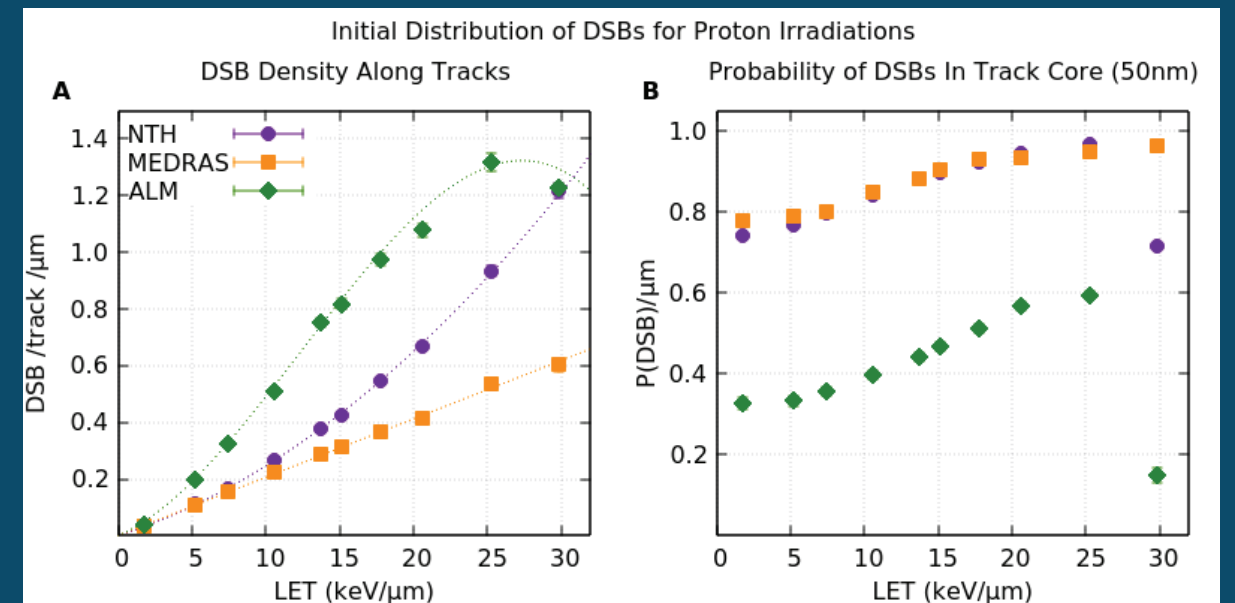 Initial Distribution of DSBs for Proton Irradiations
DSB Density Along Tracks
A
NTH
MEDRAS
ALM
1.4
1.2
1.0
0.8
0.6
0.4
0.2
DSB /track /μm
0 5 10 15 20 25 30
LET (keV/μm)
Probability of DSBs In Track Core (50nm)
B
1.0
0.8
0.6
0.4
0.2
P(DSB)/μm
0 5 10 15 20 25 30
LET (keV/μm)